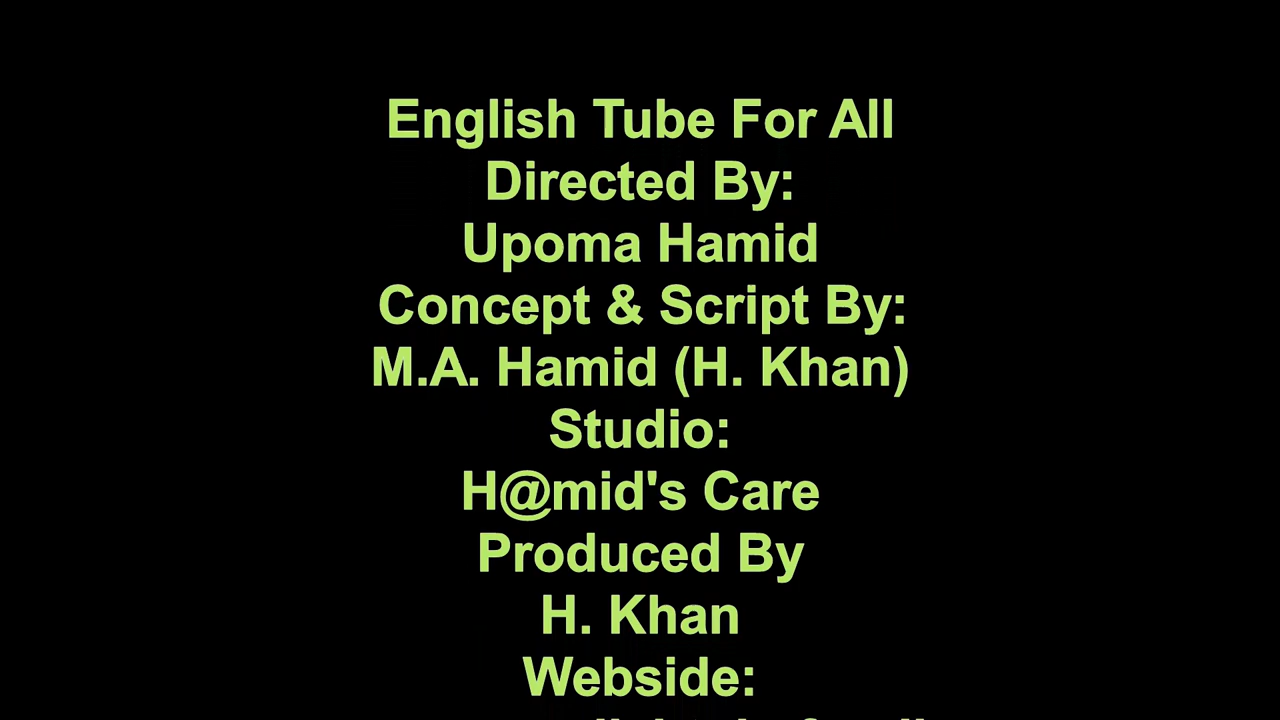 English Tube For All
Directed By:
Upoma Hamid
Concept & Script By:
M.A. Hamid (H. Khan)
Studio:
H@mid's Care
Produced By
H. Khan
Webside: